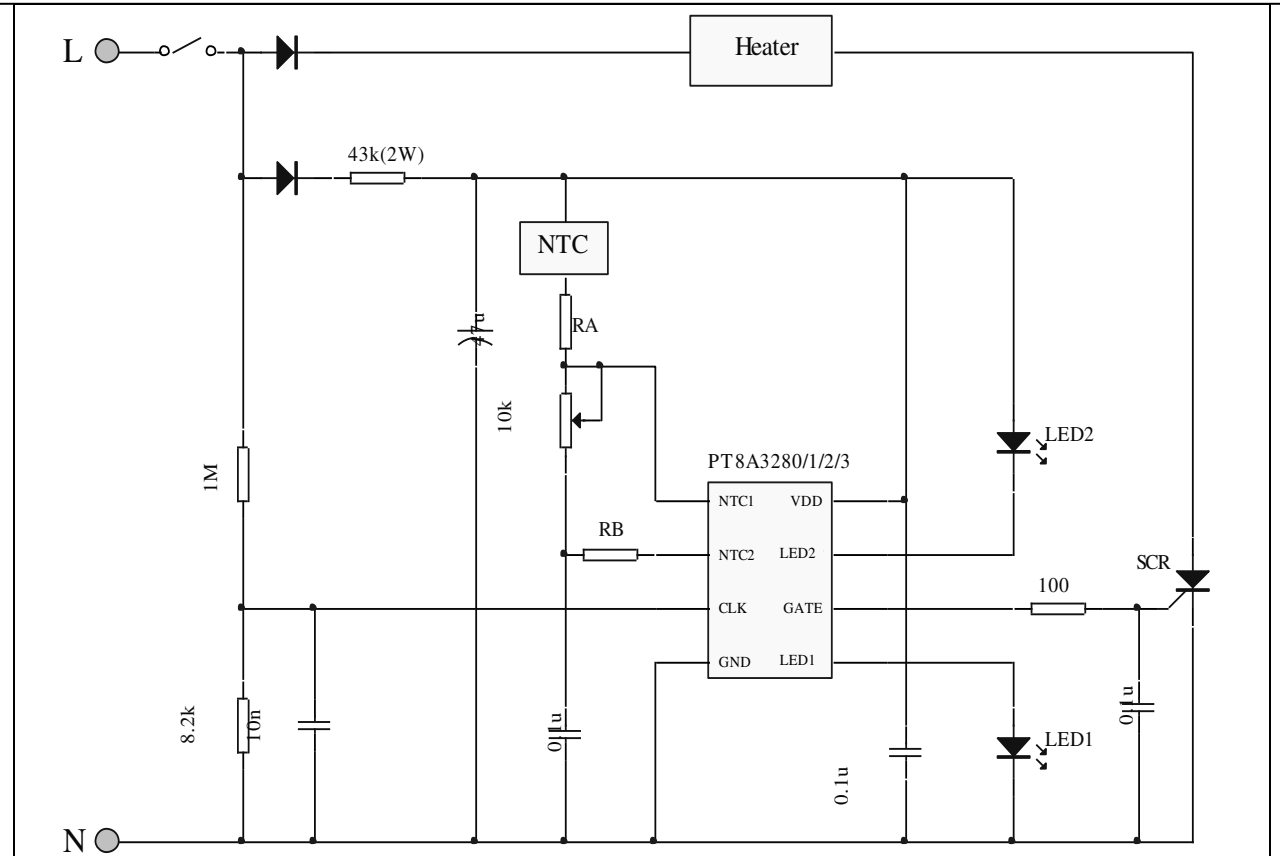 L
Heater
43k(2W)
NTC
47u
RA
10k
LED2
1M
PT8A3280/1/2/3
NTC1 VDD
RB
NTC2 LED2
SCR
100
CLK GATE
GND LED1
8.2k
10n
0.1u
0.1u
LED1
0.1u
N